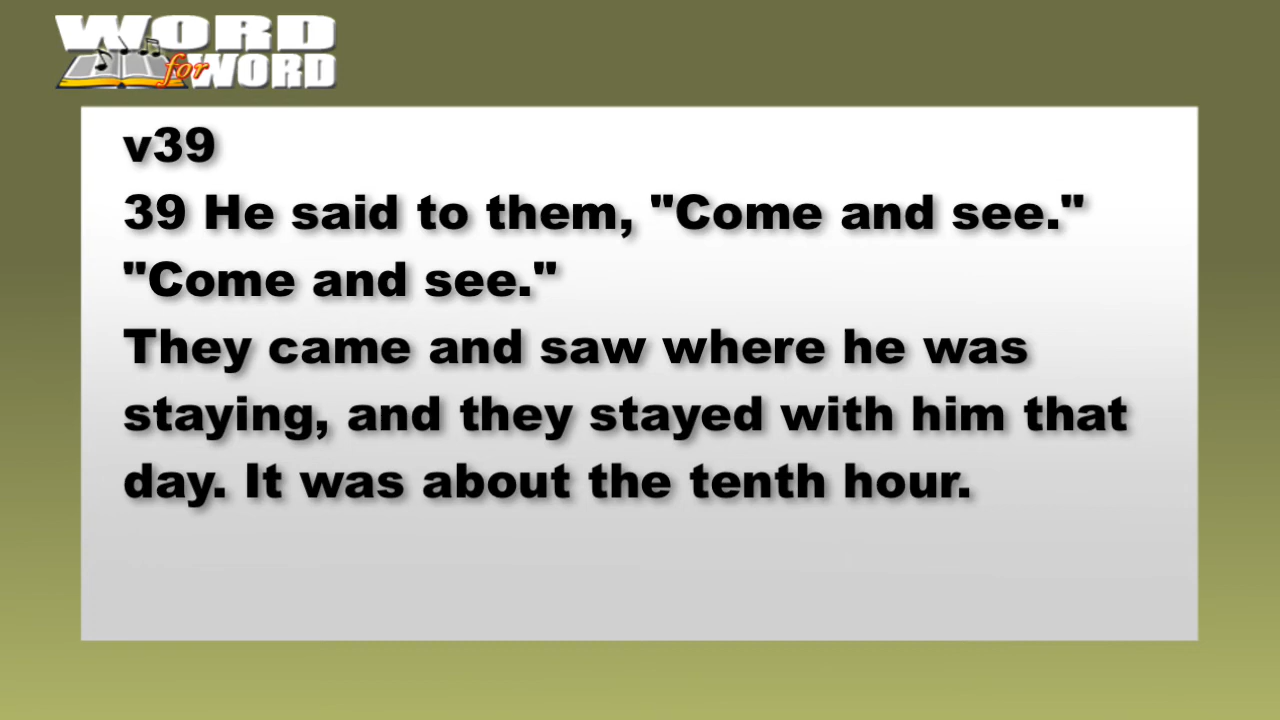 WORD
for WORD
v39
39 He said to them, "Come and see."
"Come and see."
They came and saw where he was
staying, and they stayed with him that
day. It was about the tenth hour.